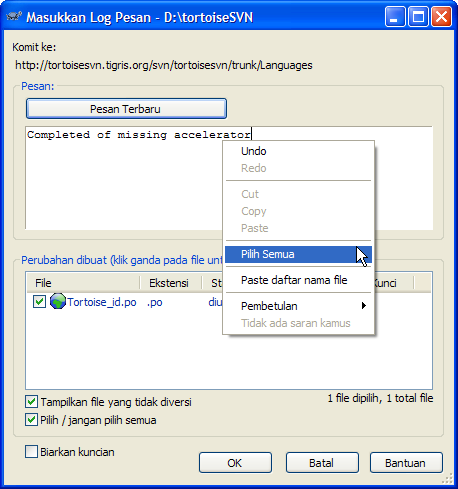 Masukkan Log Pesan - D:\tortoiseSVN
Komit ke:
http://tortoisesvn.tigris.org/svn/tortoisesvn/trunk/Languages
Pesan:
Pesan Terbaru
Completed of missing accelerator
Undo
Redo
Cut
Copy
Paste
Pilih Semua
Paste daftar nama file
Pembetulan
Tidak ada saran kamus
Perubahan dibuat (klik ganda pada file
File Ekstensi Kunci
Tortoise_id.po .po
1 file dipilih, 1 total file
Tampilkan file yang tidak diversi
Pilih / jangan pilih semua
Biarkan kuncian
OK Batal Bantuan